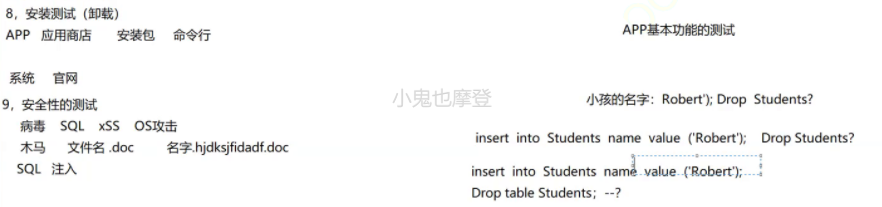 8，安装测试（卸载）
APP 应用商店 安装包 命令行
系统 官网
9，安全性的测试
病毒 SQL xSS OS攻击
木马 文件名 .doc 名字.hjdksjfidadf.doc
SQL 注入
小鬼也摩登
APP基本功能的测试
小孩的名字：Robert'); Drop Students?
insert into Students name value ('Robert'); Drop Students?
insert into Students name value ('Robert');
Drop table Students; --?